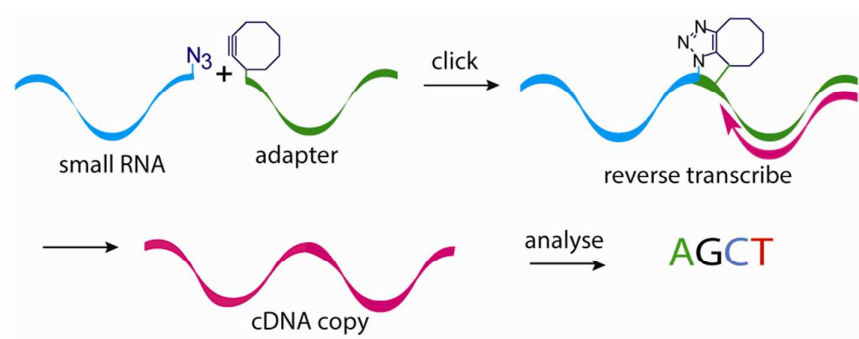 N3
+
click
N
N
N
small RNA
adapter
reverse transcribe
cDNA copy
analyse
AGCT